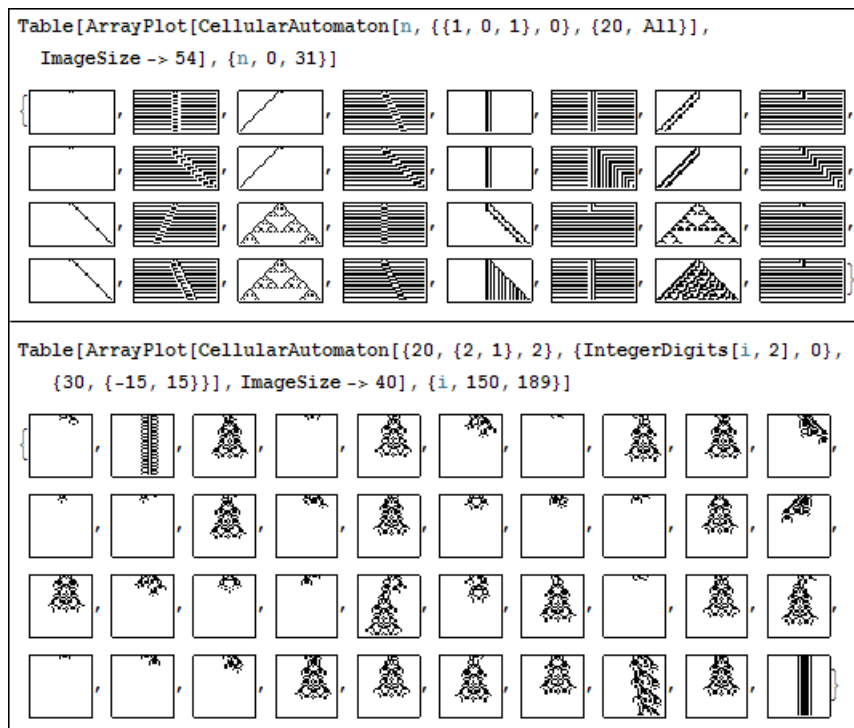 Table[ArrayPlot[CellularAutomaton[n, {{1, 0, 1}, 0}, {20, All}],
ImageSize -> 54], {n, 0, 31}]
{ , , , , , , , ,
, , , , , , , ,
, , , , , , , ,
, , , , , , , }
Table[ArrayPlot[CellularAutomaton[{20, {2, 1}, 2}, {IntegerDigits[i, 2], 0},
{30, {-15, 15}}], ImageSize -> 40], {i, 150, 189}]
{ , , , , , , , , , ,
, , , , , , , , , ,
, , , , , , , , , ,
, , , , , , , , , }